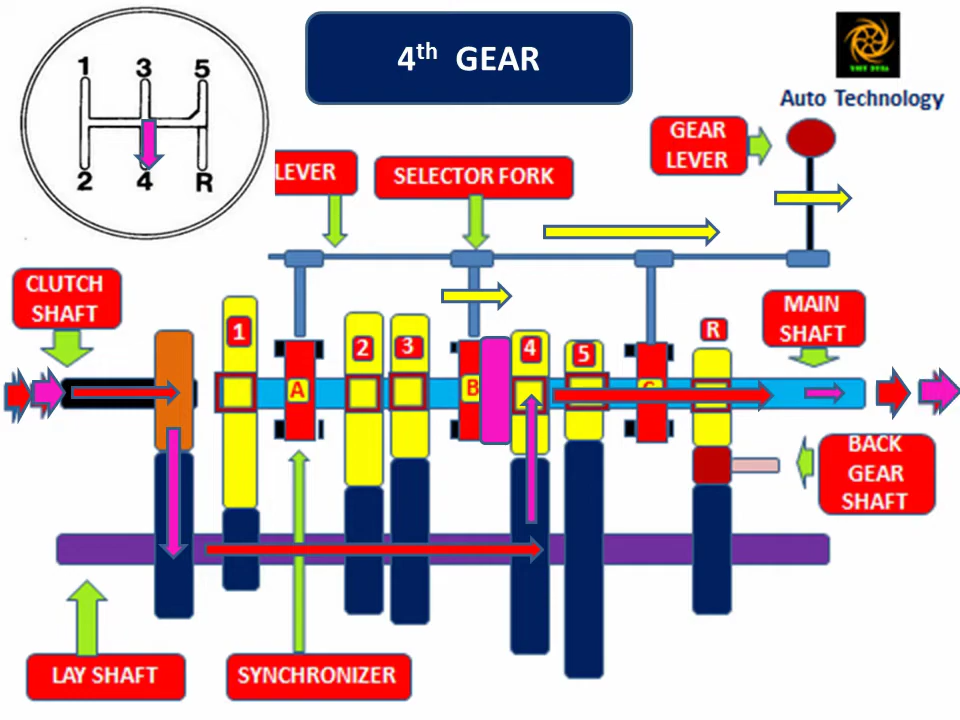 4th GEAR
Auto Technology
1 3 5
2 4 R
GEAR
LEVER
LEVER
SELECTOR FORK
CLUTCH
SHAFT
MAIN
SHAFT
1
2
3
4
5
R
A
B
C
BACK
GEAR
SHAFT
LAY SHAFT
SYNCHRONIZER